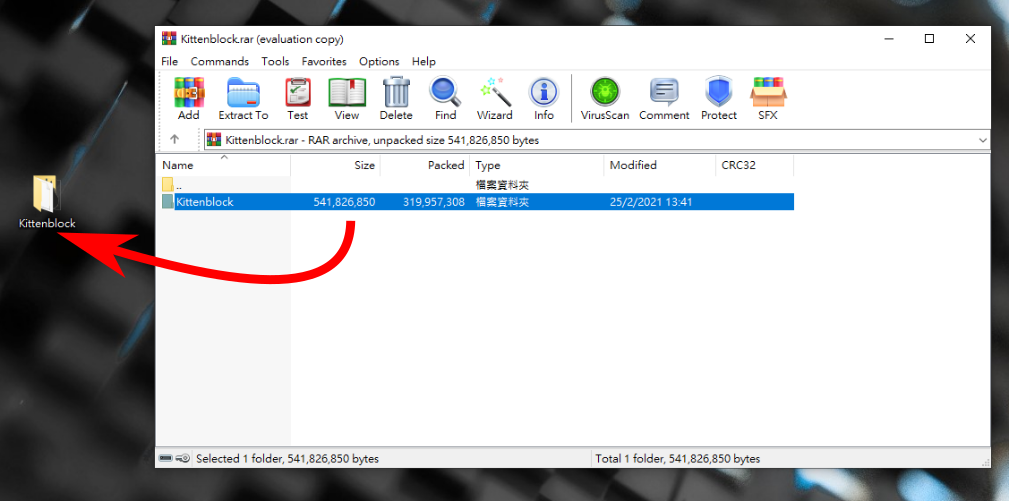 Kittenblock.rar (evaluation copy)
File Commands Tools Favorites Options Help
Add Extract To Test View Delete Find Wizard Info VirusScan Comment Protect SFX
Kittenblock.rar - RAR archive, unpacked size 541,826,850 bytes
Name Size Packed Type Modified CRC32
.. 檔案資料夾
Kittenblock 541,826,850 319,957,308 檔案資料夾 25/2/2021 13:41
Kittenblock
Selected 1 folder, 541,826,850 bytes Total 1 folder, 541,826,850 bytes